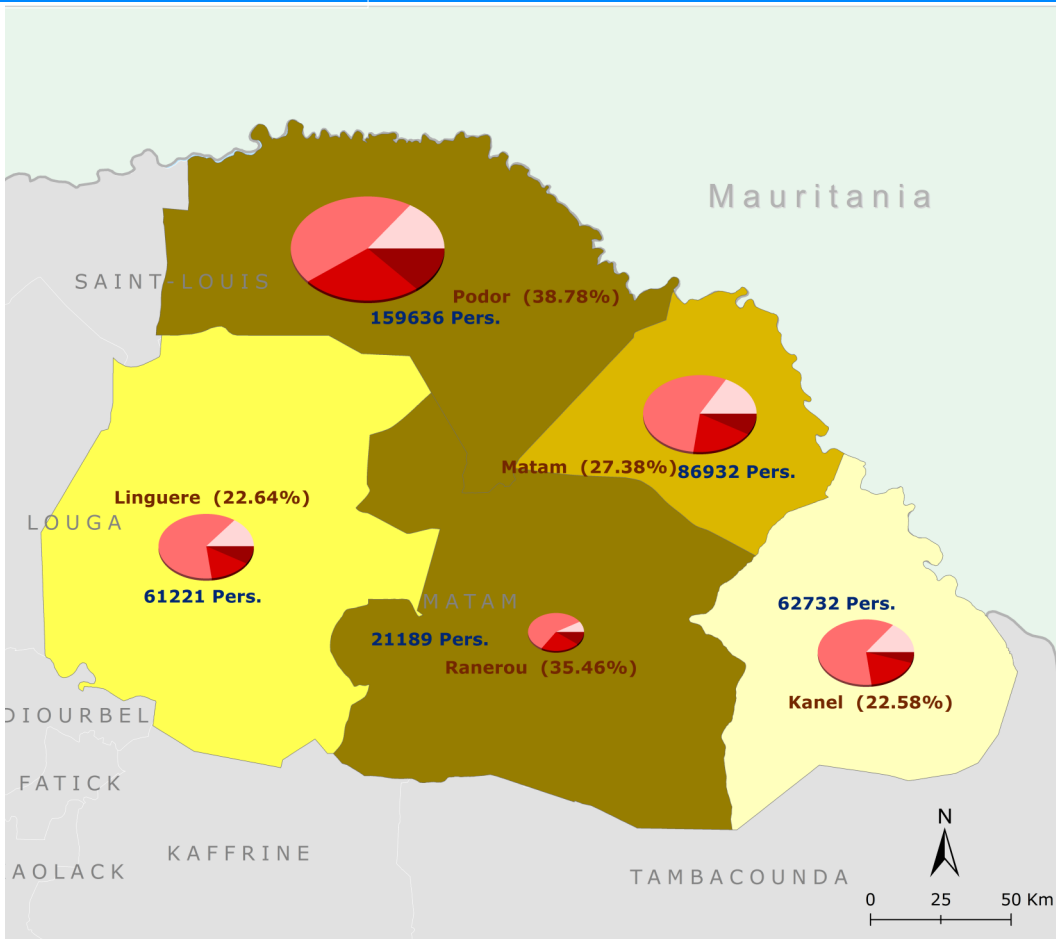 Mauritania
SAINT-LOUIS
Podor (38.78%)
159636 Pers.
Matam (27.38%)
86932 Pers.
Linguere (22.64%)
LOUGA
61221 Pers.
MATAM
62732 Pers.
21189 Pers.
Ranerou (35.46%)
Kanel (22.58%)
DIOURBEL
FATICK
KAFFRINE
AOLACK
TAMBACOUNDA
N
0 25 50 Km